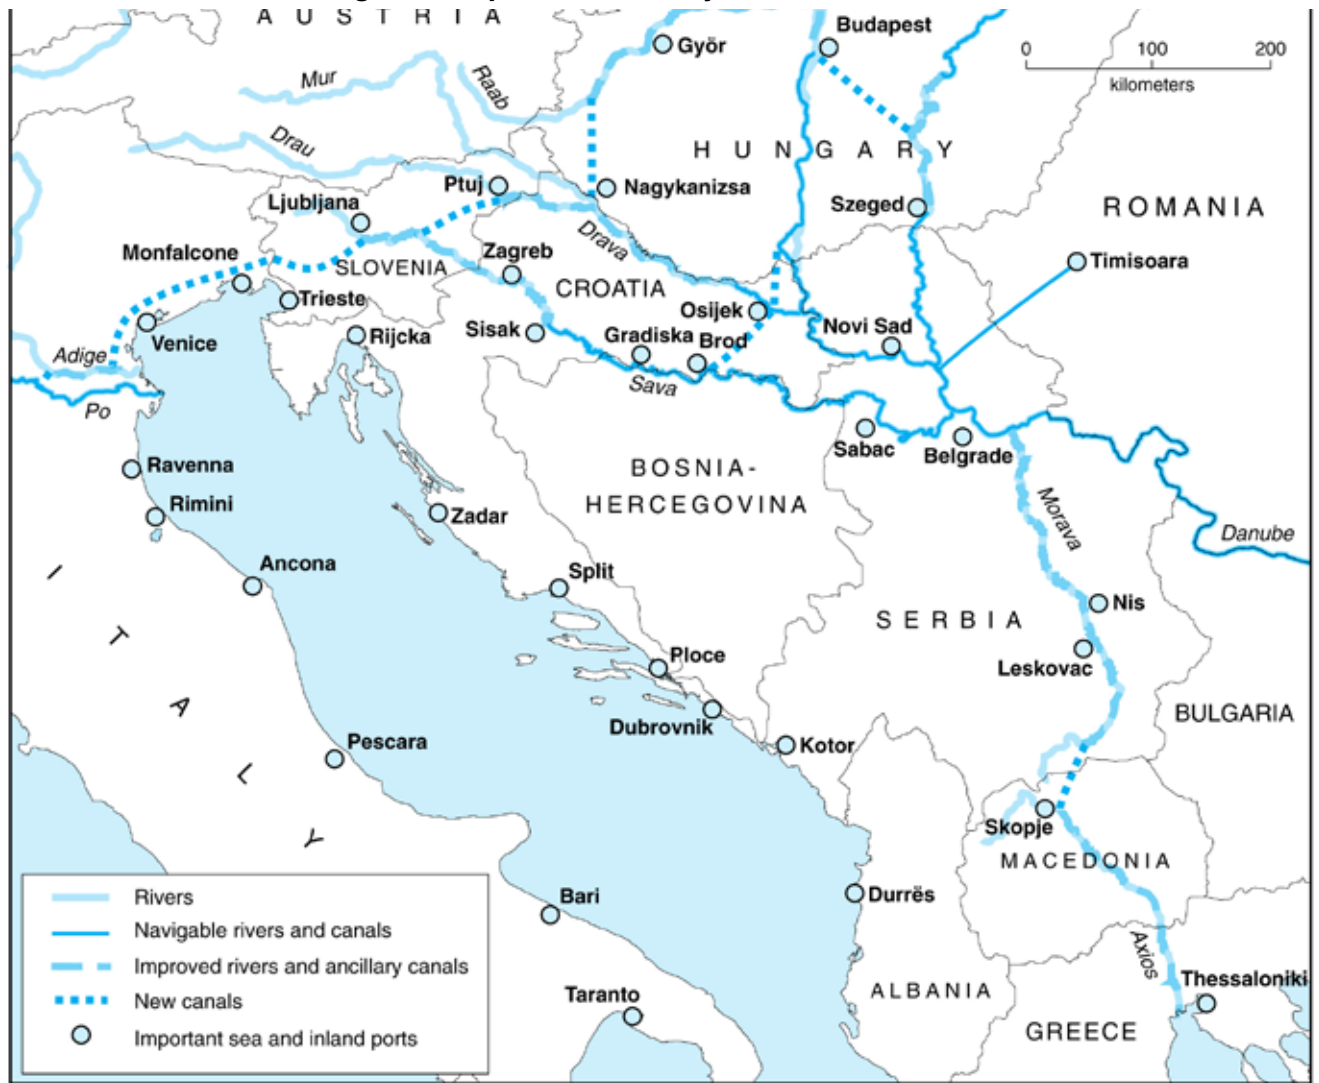 AUSTRIA
Györ
Budapest
0 100 200
kilometers
Mur
Raab
Drau
HUNGARY
Ptuj
Nagykanizsa
Ljubljana
Szeged
ROMANIA
Monfalcone
Zagreb
Drava
SLOVENIA
Timisoara
Trieste
CROATIA
Osijek
Venice
Rijcka
Sisak
Gradiska
Brod
Novi Sad
Adige
Sava
Po
Sabac
Belgrade
Ravenna
BOSNIA-
HERCEGOVINA
Rimini
Zadar
Morava
Danube
Ancona
Split
Nis
ITALY
SERBIA
Ploce
Leskovac
Dubrovnik
BULGARIA
Pescara
Kotor
Skopje
MACEDONIA
Bari
Durrës
Axios
Thessaloniki
Taranto
ALBANIA
GREECE
Rivers
Navigable rivers and canals
Improved rivers and ancillary canals
New canals
Important sea and inland ports